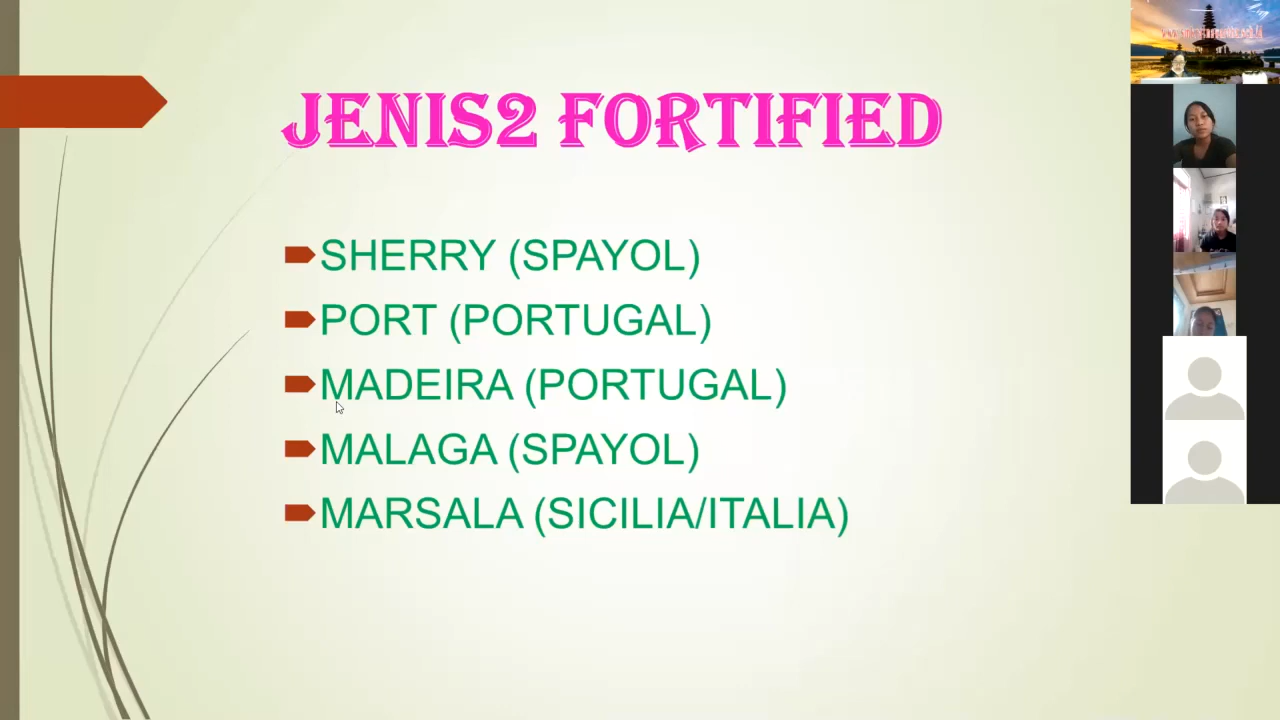 JENIS2 FORTIFIED
SHERRY (SPAYOL)
PORT (PORTUGAL)
MADEIRA (PORTUGAL)
MALAGA (SPAYOL)
MARSALA (SICILIA/ITALIA)